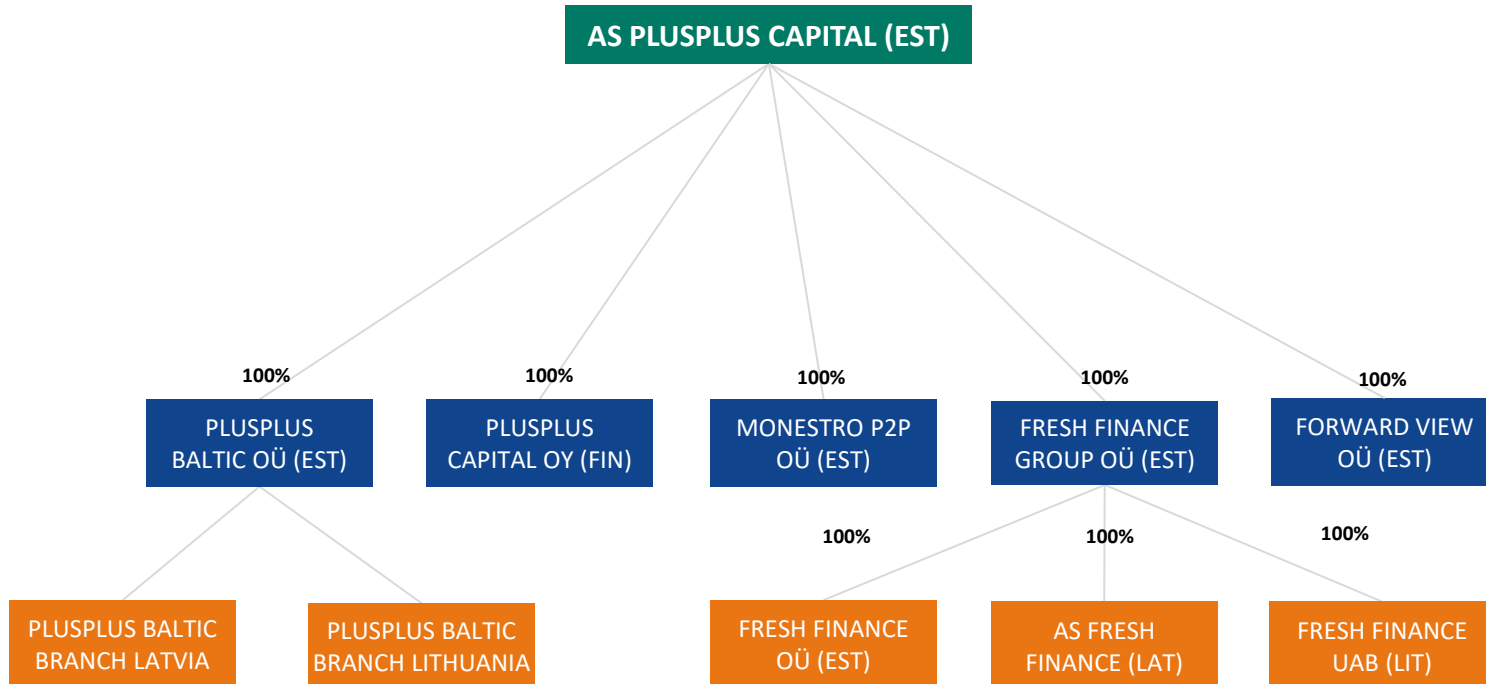 AS PLUSPLUS CAPITAL (EST)
100%
100%
100%
100%
100%
PLUSPLUS
BALTIC OÜ (EST)
PLUSPLUS
CAPITAL OY (FIN)
MONESTRO P2P
OÜ (EST)
FRESH FINANCE
GROUP OÜ (EST)
FORWARD VIEW
OÜ (EST)
100%
100%
100%
PLUSPLUS BALTIC
BRANCH LATVIA
PLUSPLUS BALTIC
BRANCH LITHUANIA
FRESH FINANCE
OÜ (EST)
AS FRESH
FINANCE (LAT)
FRESH FINANCE
UAB (LIT)